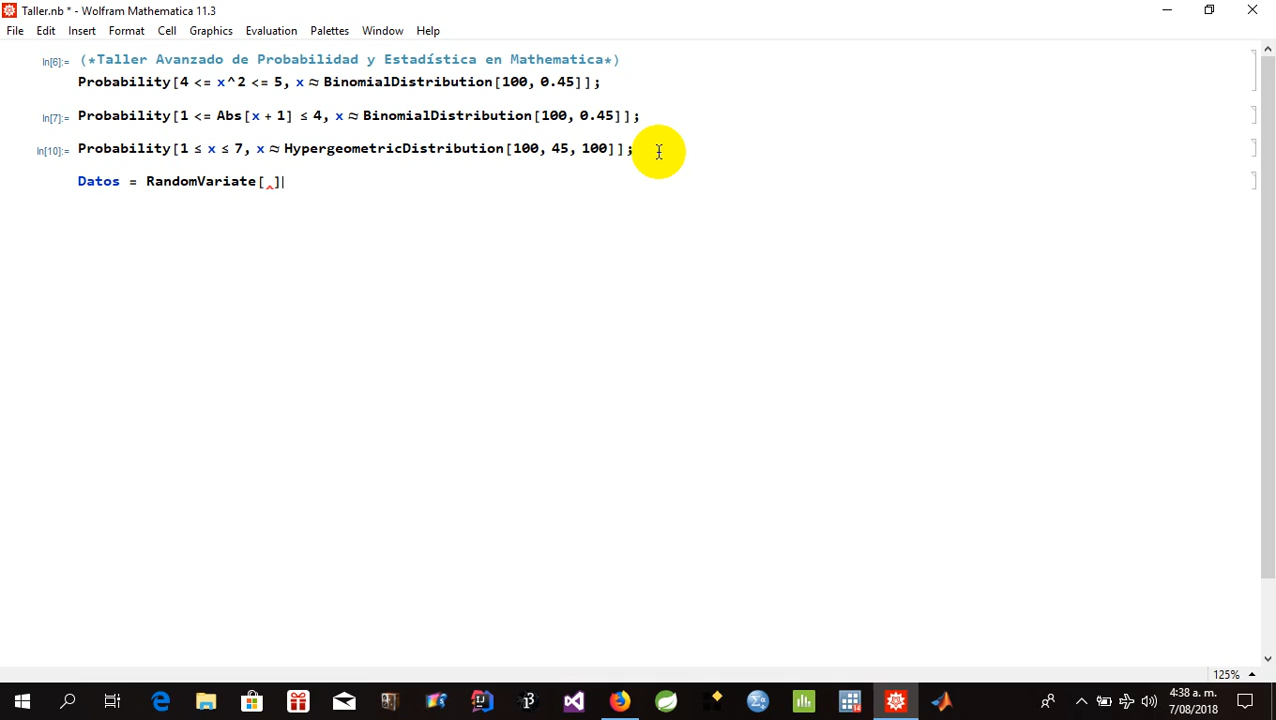 Taller.nb * - Wolfram Mathematica 11.3
File Edit Insert Format Cell Graphics Evaluation Palettes Window Help
In[6]:= (*Taller Avanzado de Probabilidad y Estadística en Mathematica*)
Probability[4 <= x^2 <= 5, x ≈ BinomialDistribution[100, 0.45]];
In[7]:= Probability[1 <= Abs[x + 1] ≤ 4, x ≈ BinomialDistribution[100, 0.45]];
In[10]:= Probability[1 ≤ x ≤ 7, x ≈ HypergeometricDistribution[100, 45, 100]];
Datos = RandomVariate[ ]
125%
4:38 a. m.
7/08/2018